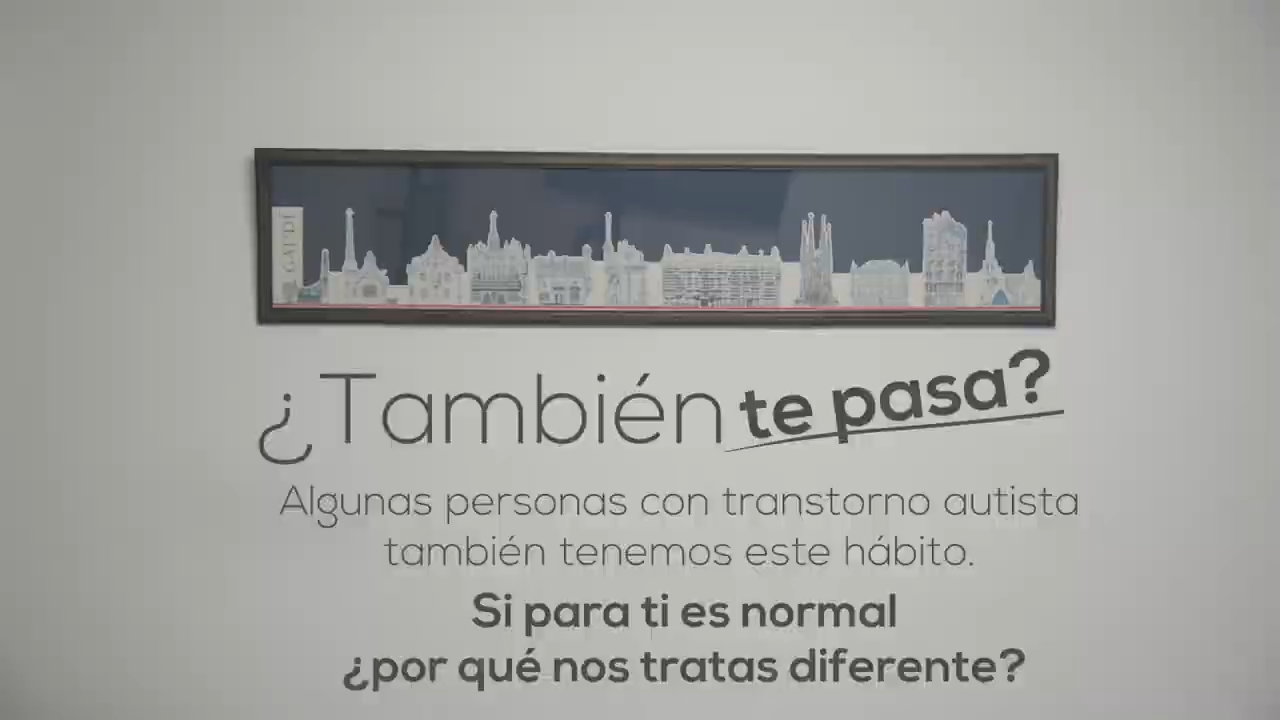 GAUDÍ
¿También te pasa?
Algunas personas con transtorno autista
también tenemos este hábito.
Si para ti es normal
¿por qué nos tratas diferente?